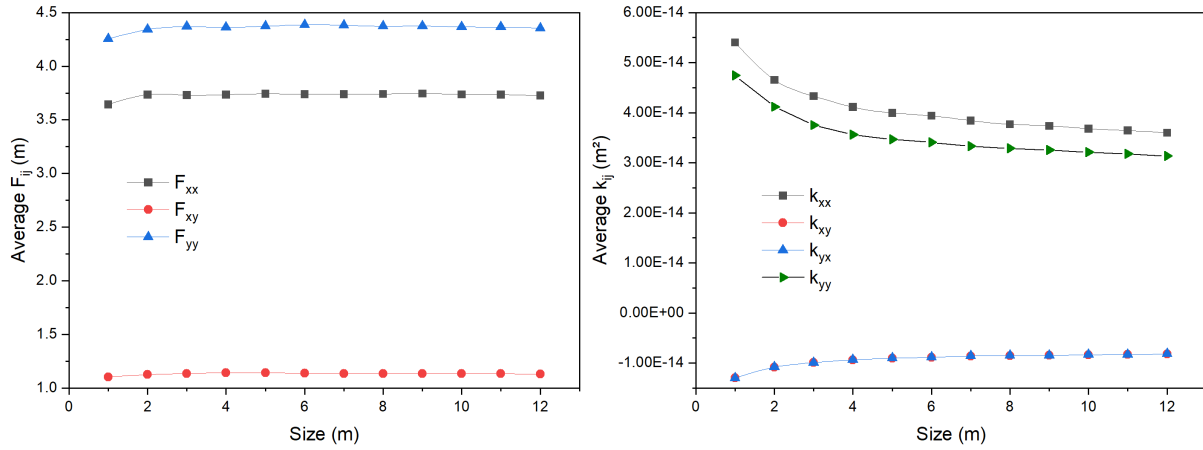 4.5
4.0
3.5
3.0
2.5
2.0
1.5
1.0
Average F_ij (m)
F_xx
F_xy
F_yy
0 2 4 6 8 10 12
Size (m)
6.00E-14
5.00E-14
4.00E-14
3.00E-14
2.00E-14
1.00E-14
0.00E+00
-1.00E-14
Average k_ij (m²)
k_xx
k_xy
k_yx
k_yy
0 2 4 6 8 10 12
Size (m)